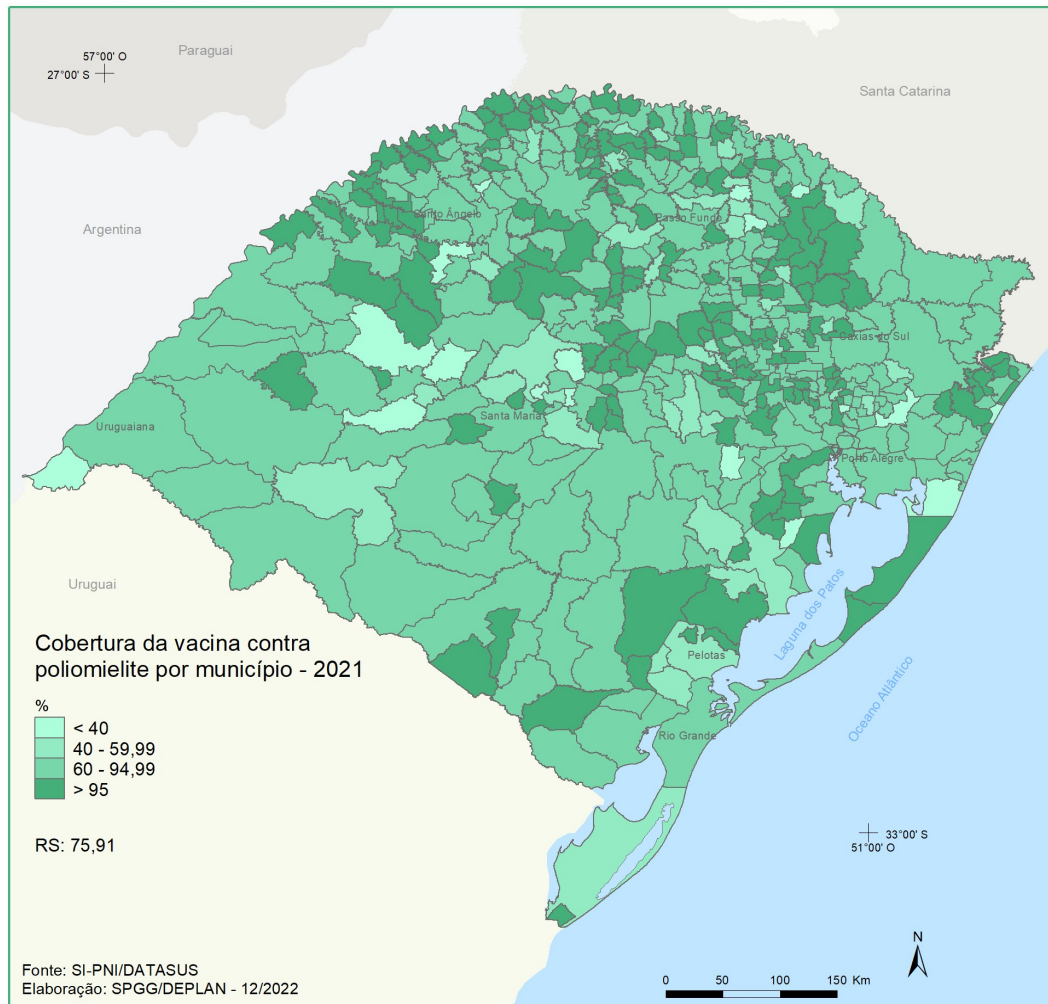 Paraguai
57°00' O
27°00' S
Santa Catarina
Argentina
Santo Ângelo
Passo Fundo
Caxias do Sul
Santa Maria
Uruguaiana
Porto Alegre
Uruguai
Laguna dos Patos
Pelotas
Oceano Atlântico
Rio Grande
Cobertura da vacina contra
poliomielite por município - 2021
%
< 40
40 - 59,99
60 - 94,99
> 95
RS: 75,91
33°00' S
51°00' O
N
0 50 100 150 Km
Fonte: SI-PNI/DATASUS
Elaboração: SPGG/DEPLAN - 12/2022